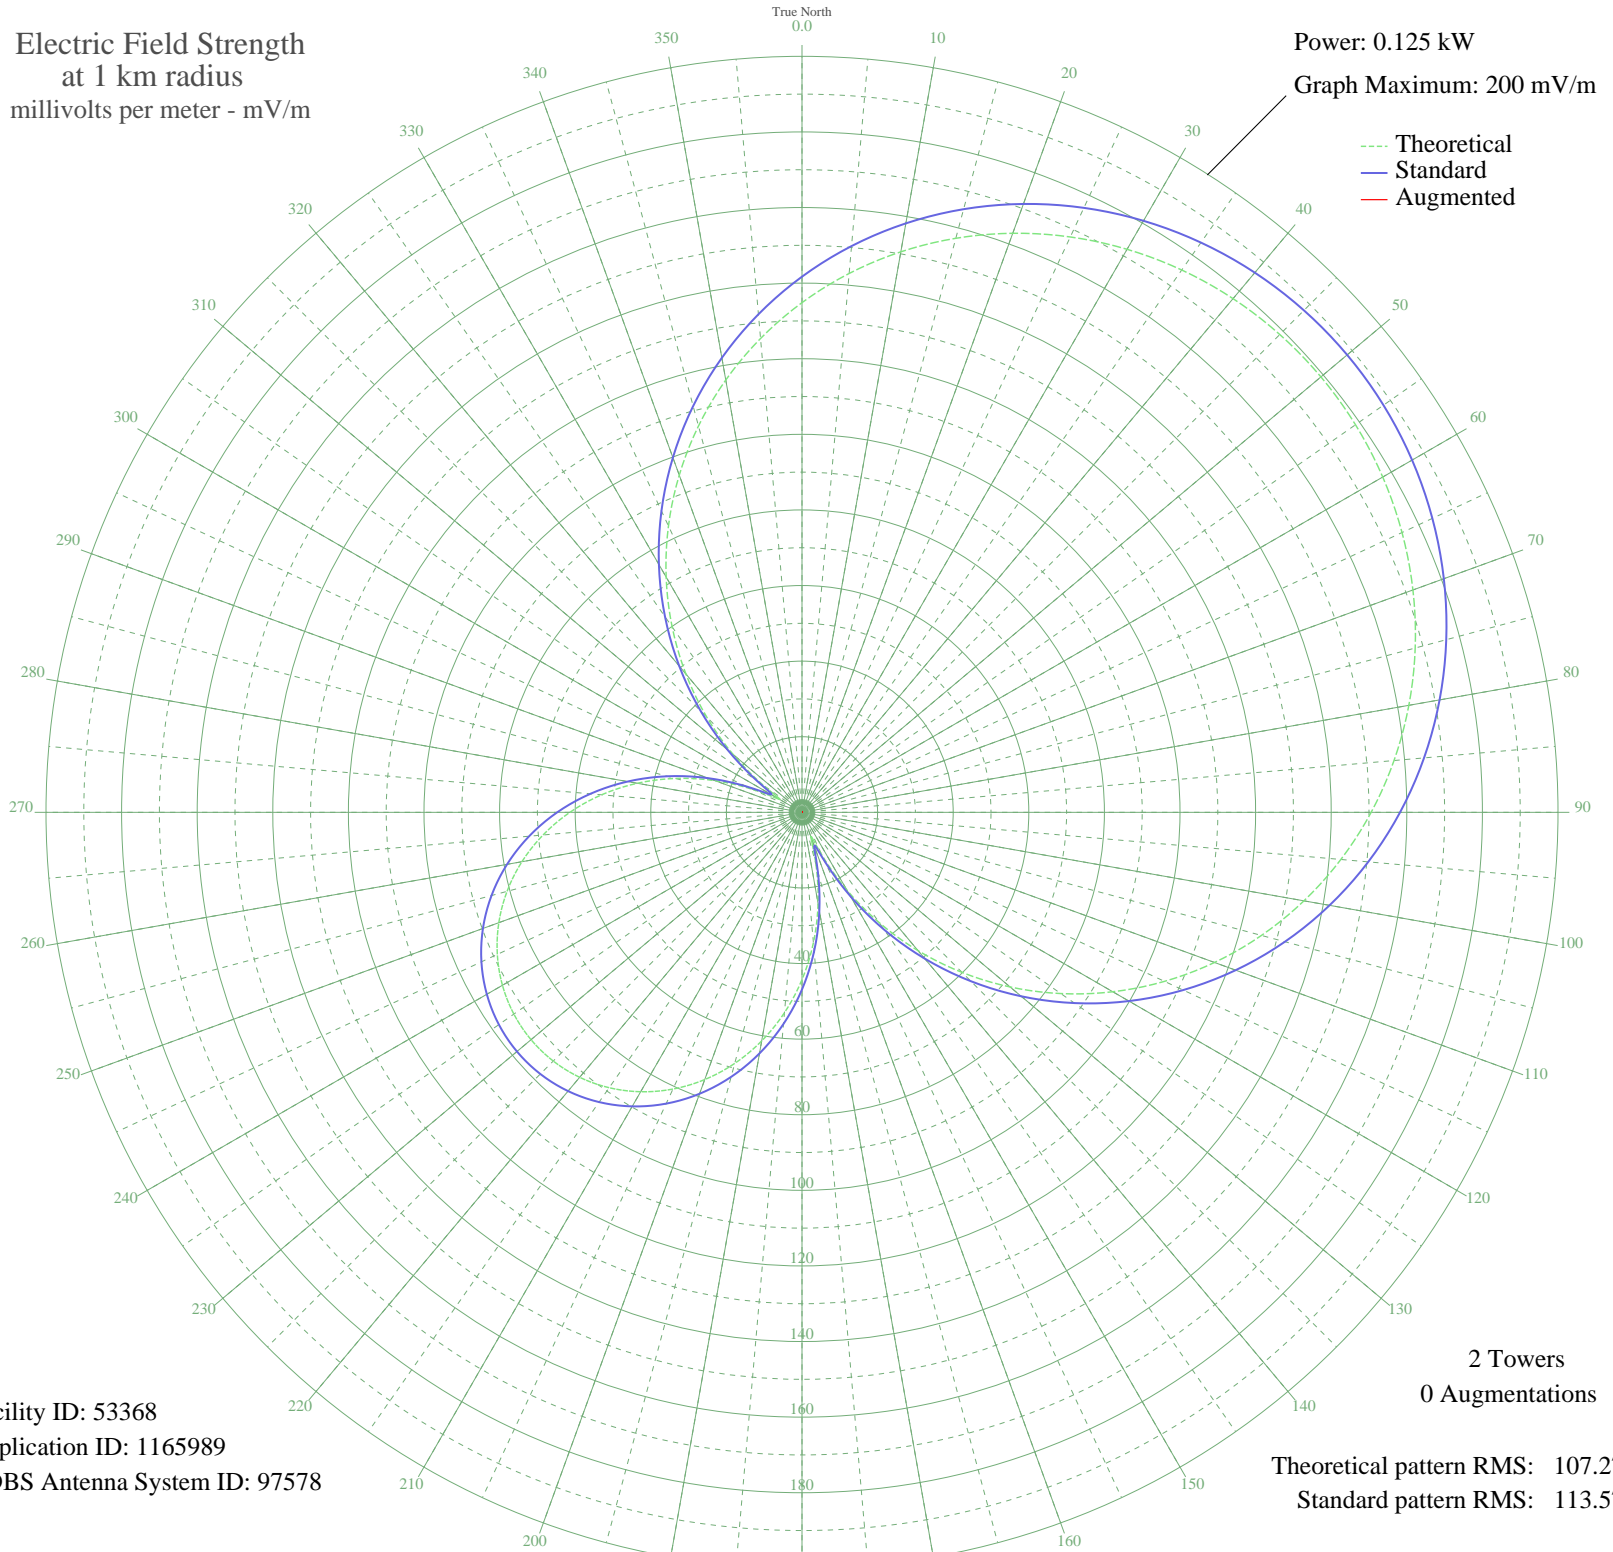 True North
0.0
Electric Field Strength
at 1 km radius
millivolts per meter - mV/m
Power: 0.125 kW
Graph Maximum: 200 mV/m
Theoretical
Standard
Augmented
10
20
30
40
50
60
70
80
90
100
110
120
130
140
150
160
200
210
220
230
240
250
260
270
280
290
300
310
320
330
340
350
40
60
80
100
120
140
160
180
2 Towers
0 Augmentations
cility ID: 53368
plication ID: 1165989
DBS Antenna System ID: 97578
Theoretical pattern RMS: 107.2
Standard pattern RMS: 113.5